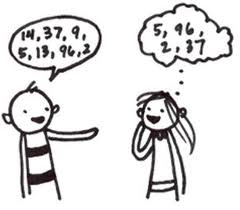 14, 37, 9,
5, 13, 96, 2
5, 96,
2, 37